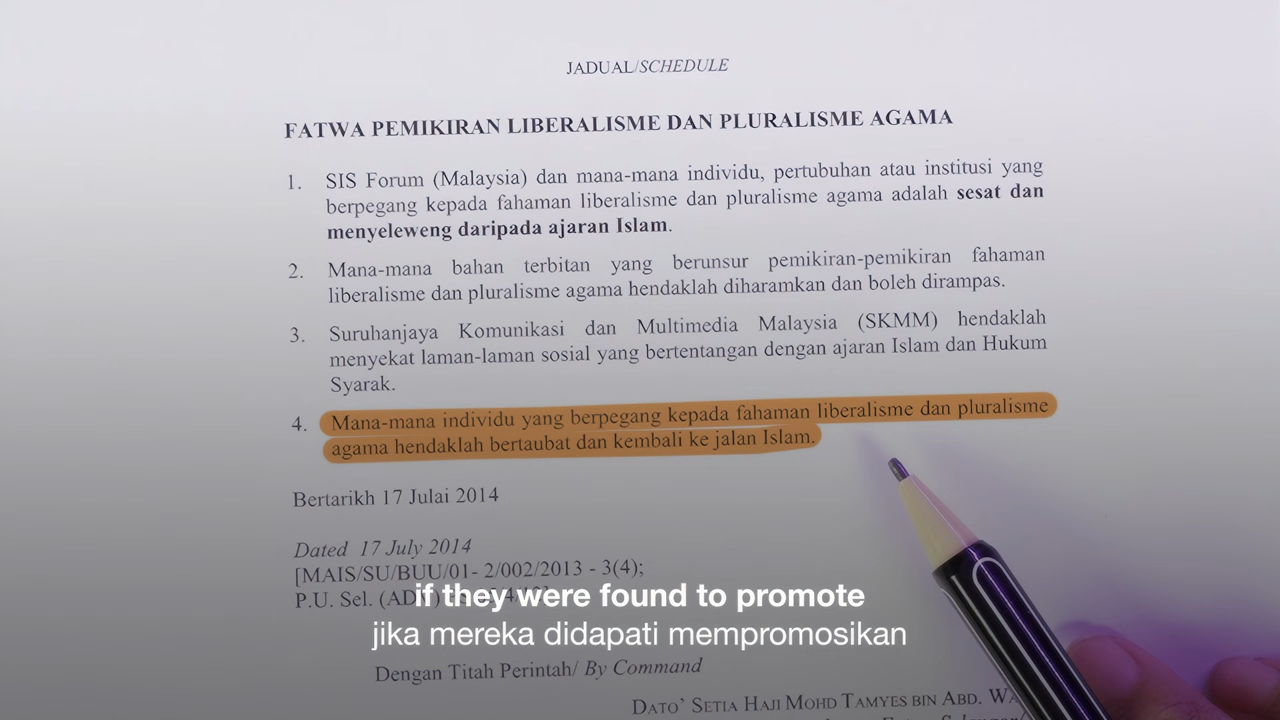 JADUAL/SCHEDULE
FATWA PEMIKIRAN LIBERALISME DAN PLURALISME AGAMA
1. SIS Forum (Malaysia) dan mana-mana individu, pertubuhan atau institusi yang
berpegang kepada fahaman liberalisme dan pluralisme agama adalah sesat dan
menyeleweng daripada ajaran Islam.
2. Mana-mana bahan terbitan yang berunsur pemikiran-pemikiran fahaman
liberalisme dan pluralisme agama hendaklah diharamkan dan boleh dirampas.
3. Suruhanjaya Komunikasi dan Multimedia Malaysia (SKMM) hendaklah
menyekat laman-laman sosial yang bertentangan dengan ajaran Islam dan Hukum
Syarak.
4. Mana-mana individu yang berpegang kepada fahaman liberalisme dan pluralisme
agama hendaklah bertaubat dan kembali ke jalan Islam.
Bertarikh 17 Julai 2014
Dated 17 July 2014
[MAIS/SU/BUU/01- 2/002/2013 - 3(4);
P.U. Sel.
if they were found to promote
jika mereka didapati mempromosikan
Dengan Titah Perintah/ By Command
DATO' SETIA HAJI MOHD TAMYES BIN ABD.